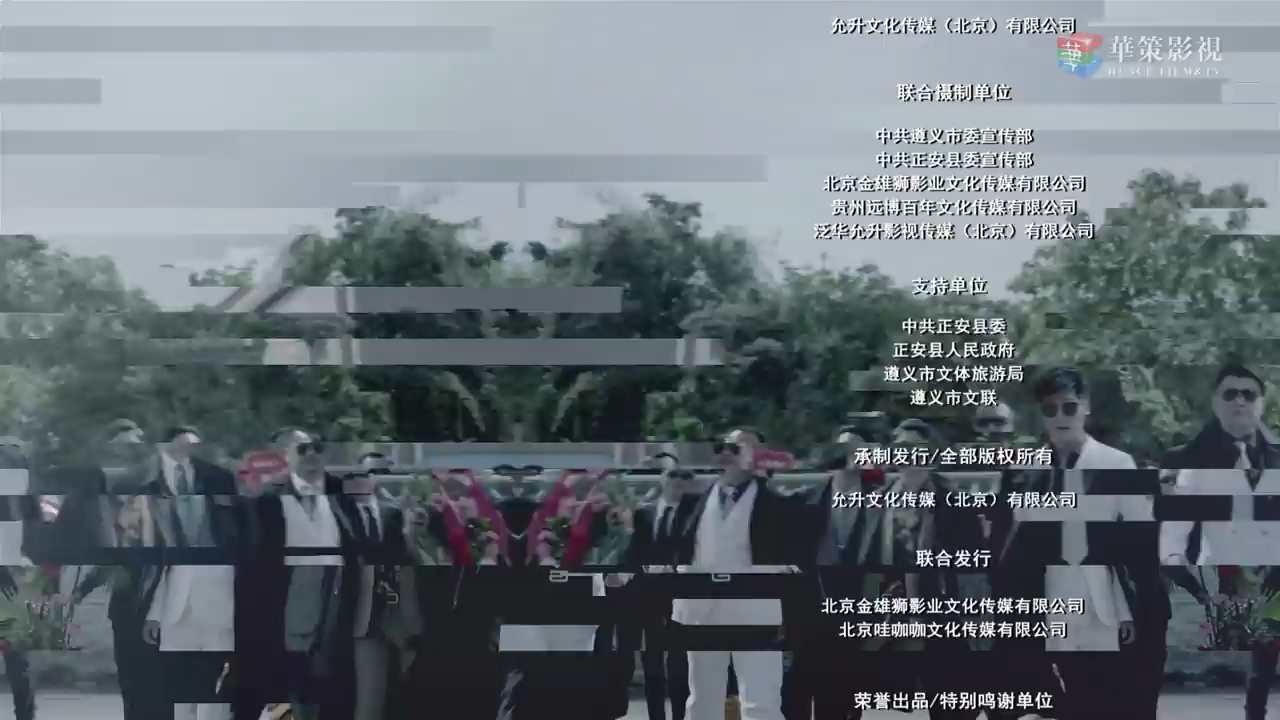 允升文化传媒（北京）有限公司
華策影視
HUACE FILM&TV
联合摄制单位
中共遵义市委宣传部
中共正安县委宣传部
北京金雄狮影业文化传媒有限公司
贵州远博百年文化传媒有限公司
泛华允升影视传媒（北京）有限公司
支持单位
中共正安县委
正安县人民政府
遵义市文体旅游局
遵义市文联
承制发行/全部版权所有
允升文化传媒（北京）有限公司
联合发行
北京金雄狮影业文化传媒有限公司
北京哇咖咖文化传媒有限公司
荣誉出品/特别鸣谢单位